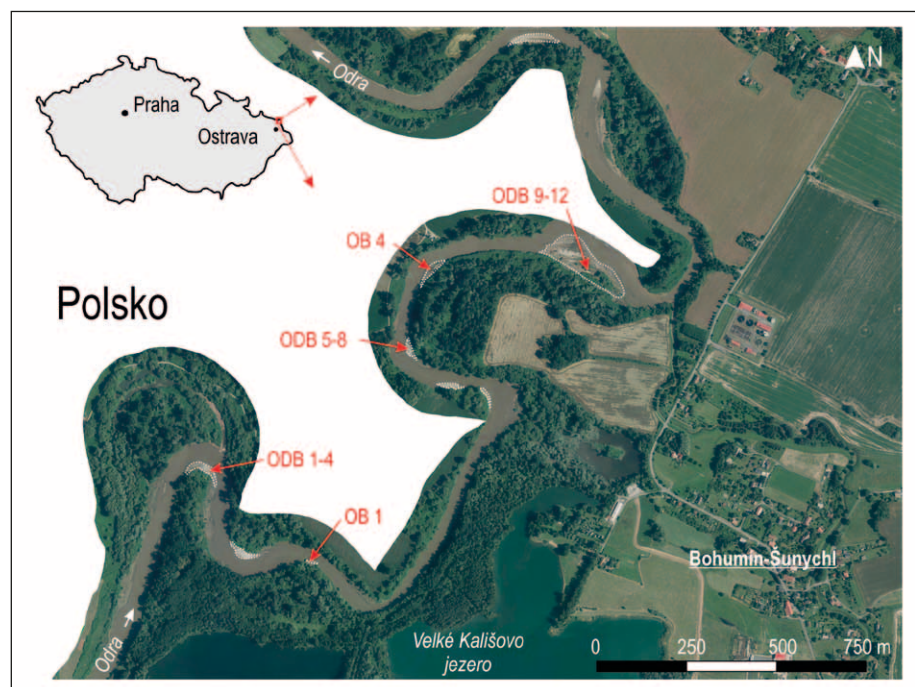 Odra
N
Praha
Ostrava
ODB 9-12
OB 4
Polsko
ODB 5-8
ODB 1-4
OB 1
Bohumín-Šunychl
Odra
Velké Kališovo
jezero
0 250 500 750 m